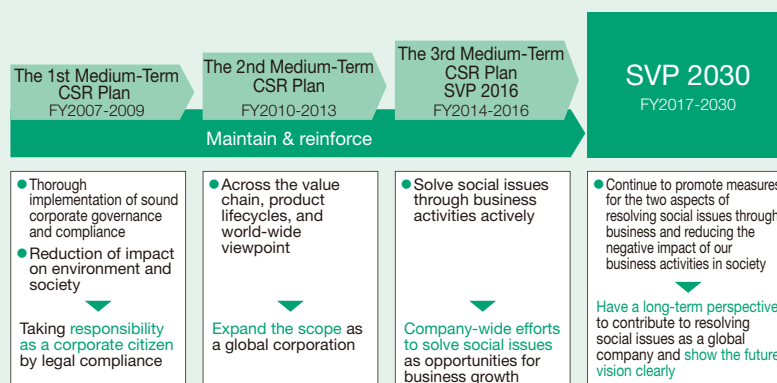 The 1st Medium-Term
CSR Plan
FY2007-2009
The 2nd Medium-Term
CSR Plan
FY2010-2013
The 3rd Medium-Term
CSR Plan
SVP 2016
FY2014-2016
SVP 2030
FY2017-2030
Maintain & reinforce
●Thorough
implementation of sound
corporate governance
and compliance
●Reduction of impact
on environment and
society
Taking responsibility
as a corporate citizen
by legal compliance
●Across the value
chain, product
lifecycles, and
world-wide
viewpoint
Expand the scope as
a global corporation
●Solve social issues
through business
activities actively
Company-wide efforts
to solve social issues
as opportunities for
business growth
●Continue to promote measures
for the two aspects of
resolving social issues through
business and reducing the
negative impact of our
business activities in society
Have a long-term perspective
to contribute to resolving
social issues as a global
company and show the future
vision clearly